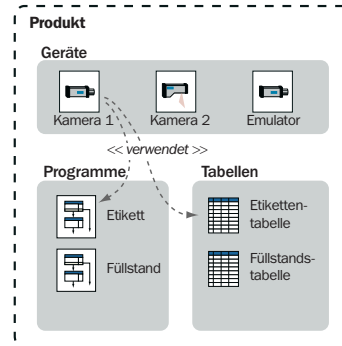 Produkt
Geräte
Kamera 1
Kamera 2
Emulator
<< verwendet >>
Programme
Etikett
Füllstand
Tabellen
Etiketten-
tabelle
Füllstands-
tabelle